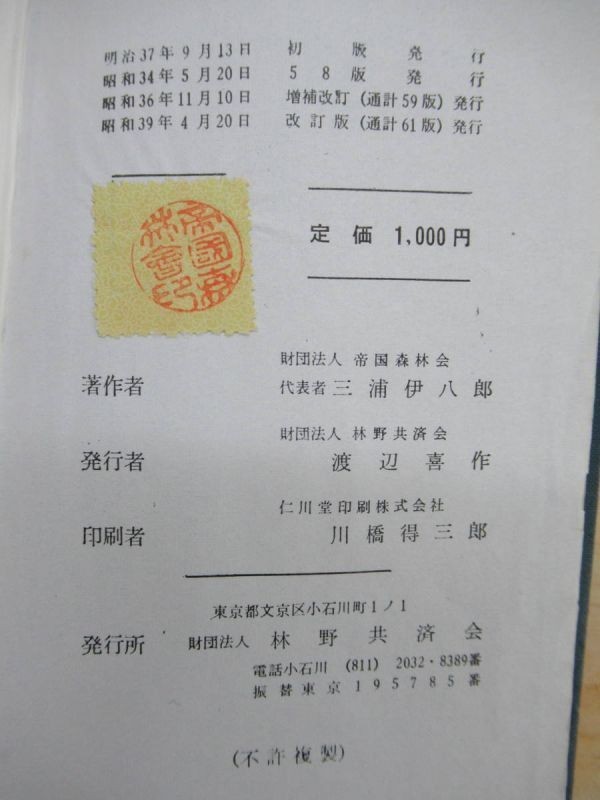 明治37年9月13日 初版発行
昭和34年5月20日 58版発行
昭和36年11月10日 増補改訂(通計59版)発行
昭和39年4月20日 改訂版(通計61版)発行
定価 1,000円
財団法人 帝国森林会
著作者 代表者 三浦伊八郎
財団法人 林野共済会
発行者 渡辺喜作
仁川堂印刷株式会社
印刷者 川橋得三郎
東京都文京区小石川町1ノ1
発行所 財団法人 林野共済会
電話小石川 (811) 2032・8389番
振替東京 195785番
(不許複製)